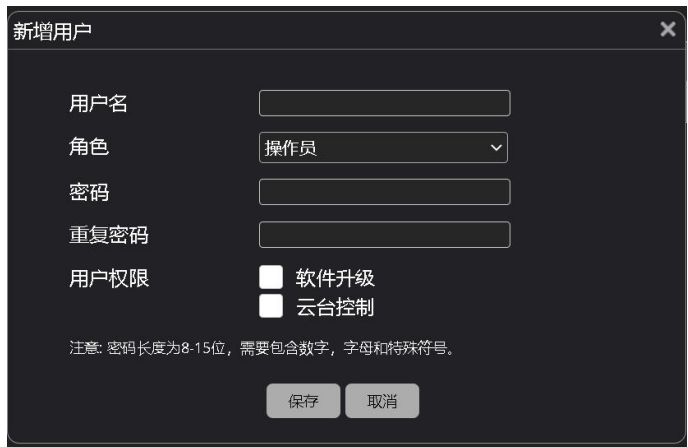 新增用户
用户名
角色 操作员
密码
重复密码
用户权限 软件升级
云台控制
注意: 密码长度为8-15位，需要包含数字，字母和特殊符号。
保存 取消